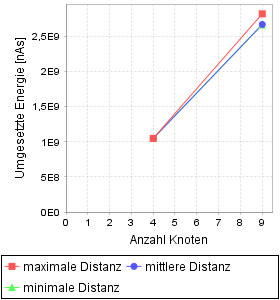 Umgesetzte Energie [nAs]
2,5E9
2E9
1,5E9
1E9
5E8
0E0
0 1 2 3 4 5 6 7 8 9
Anzahl Knoten
maximale Distanz mittlere Distanz
minimale Distanz